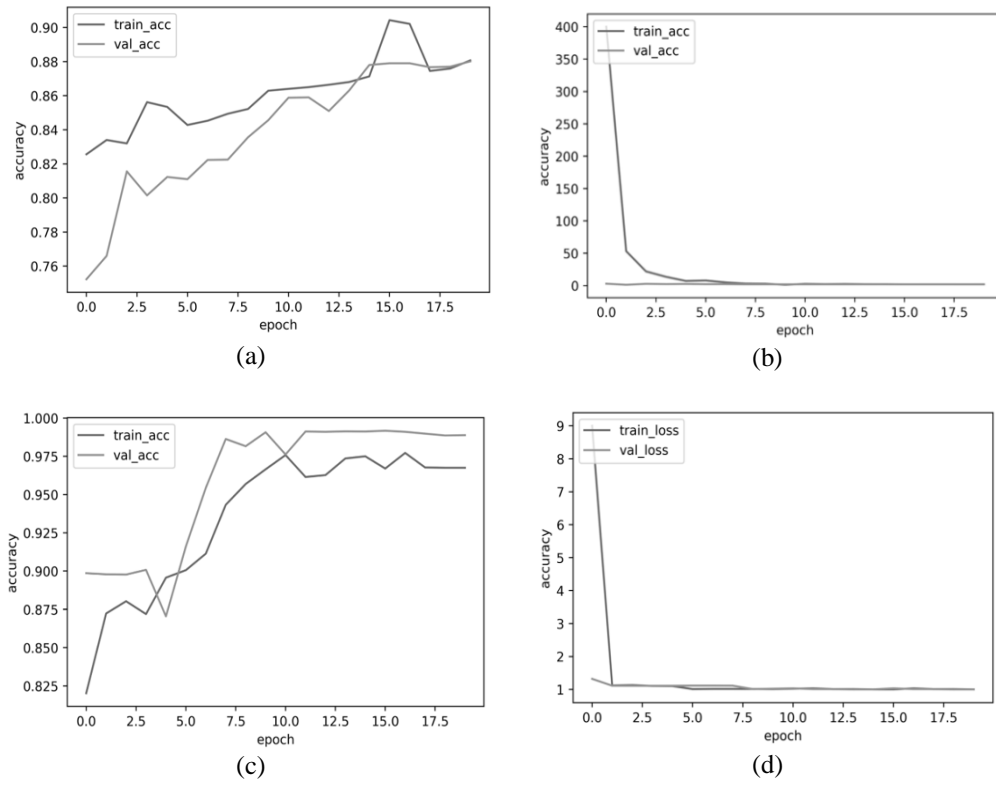 train_acc
val_acc
0.90
0.88
0.86
0.84
0.82
0.80
0.78
0.76
accuracy
0.0 2.5 5.0 7.5 10.0 12.5 15.0 17.5
epoch
(a)
train_acc
val_acc
400
350
300
250
200
150
100
50
0
accuracy
0.0 2.5 5.0 7.5 10.0 12.5 15.0 17.5
epoch
(b)
train_acc
val_acc
1.000
0.975
0.950
0.925
0.900
0.875
0.850
0.825
accuracy
0.0 2.5 5.0 7.5 10.0 12.5 15.0 17.5
epoch
(c)
train_loss
val_loss
9
8
7
6
5
4
3
2
1
accuracy
0.0 2.5 5.0 7.5 10.0 12.5 15.0 17.5
epoch
(d)